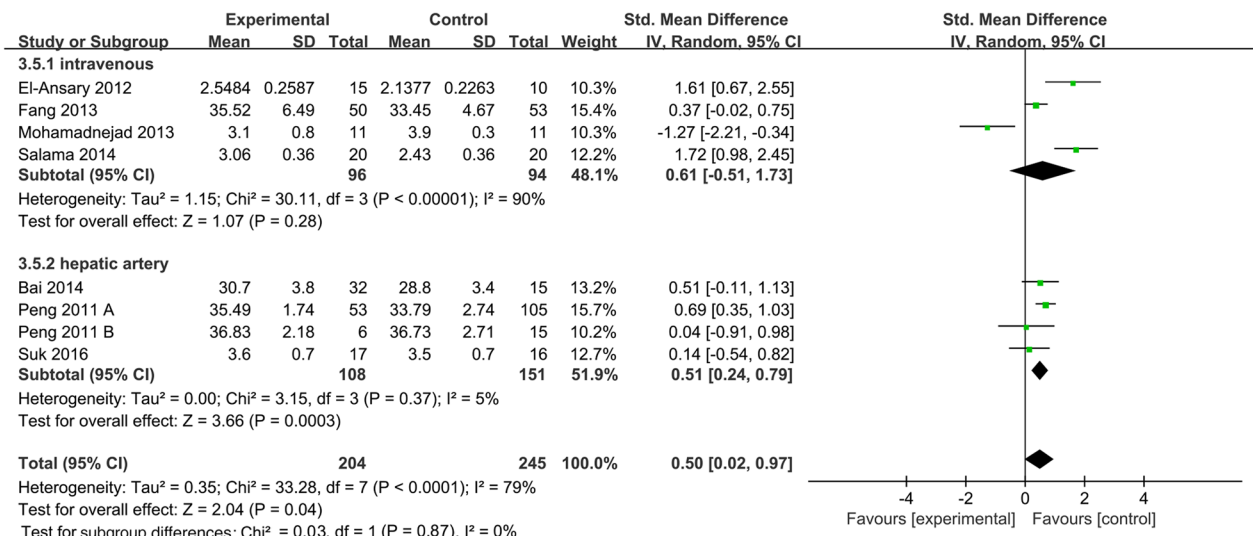 Experimental Control Std. Mean Difference Std. Mean Difference
Study or Subgroup Mean SD Total Mean SD Total Weight IV, Random, 95% CI IV, Random, 95% CI
3.5.1 intravenous
El-Ansary 2012 2.5484 0.2587 15 2.1377 0.2263 10 10.3% 1.61 [0.67, 2.55]
Fang 2013 35.52 6.49 50 33.45 4.67 53 15.4% 0.37 [-0.02, 0.75]
Mohamadnejad 2013 3.1 0.8 11 3.9 0.3 11 10.3% -1.27 [-2.21, -0.34]
Salama 2014 3.06 0.36 20 2.43 0.36 20 12.2% 1.72 [0.98, 2.45]
Subtotal (95% CI) 96 94 48.1% 0.61 [-0.51, 1.73]
Heterogeneity: Tau² = 1.15; Chi² = 30.11, df = 3 (P < 0.00001); I² = 90%
Test for overall effect: Z = 1.07 (P = 0.28)
3.5.2 hepatic artery
Bai 2014 30.7 3.8 32 28.8 3.4 15 13.2% 0.51 [-0.11, 1.13]
Peng 2011 A 35.49 1.74 53 33.79 2.74 105 15.7% 0.69 [0.35, 1.03]
Peng 2011 B 36.83 2.18 6 36.73 2.71 15 10.2% 0.04 [-0.91, 0.98]
Suk 2016 3.6 0.7 17 3.5 0.7 16 12.7% 0.14 [-0.54, 0.82]
Subtotal (95% CI) 108 151 51.9% 0.51 [0.24, 0.79]
Heterogeneity: Tau² = 0.00; Chi² = 3.15, df = 3 (P = 0.37); I² = 5%
Test for overall effect: Z = 3.66 (P = 0.0003)
Total (95% CI) 204 245 100.0% 0.50 [0.02, 0.97]
Heterogeneity: Tau² = 0.35; Chi² = 33.28, df = 7 (P < 0.0001); I² = 79%
Test for overall effect: Z = 2.04 (P = 0.04)
Test for subgroup differences: Chi² = 0.03, df = 1 (P = 0.87), I² = 0%
-4 -2 0 2 4
Favours [experimental] Favours [control]